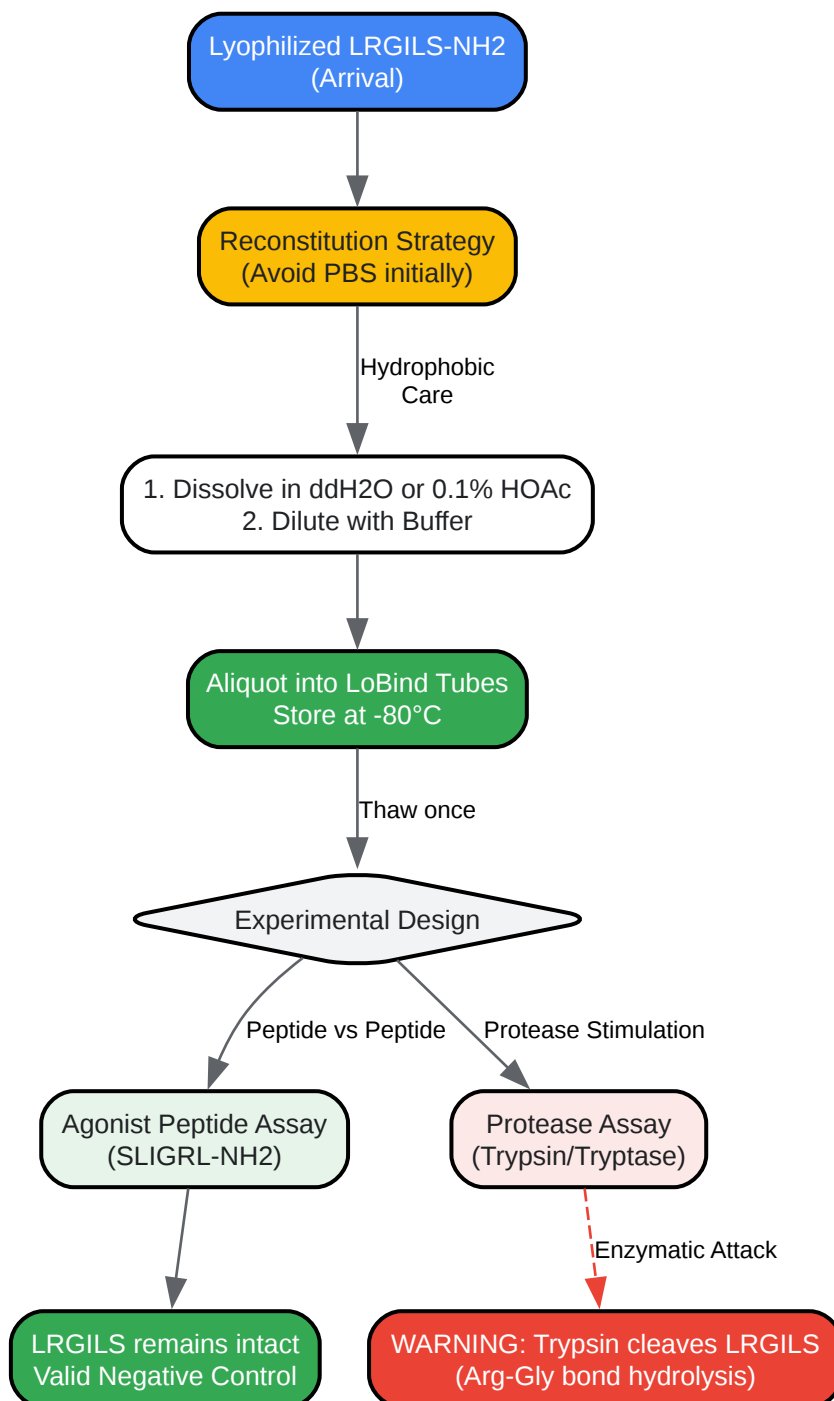 Lyophilized LRGILS-NH2
(Arrival)
Reconstitution Strategy
(Avoid PBS initially)
Hydrophobic
Care
1. Dissolve in ddH2O or 0.1% HOAc
2. Dilute with Buffer
Aliquot into LoBind Tubes
Store at -80°C
Thaw once
Experimental Design
Peptide vs Peptide
Protease Stimulation
Agonist Peptide Assay
(SLIGRL-NH2)
Protease Assay
(Trypsin/Tryptase)
Enzymatic Attack
LRGILS remains intact
Valid Negative Control
WARNING: Trypsin cleaves LRGILS
(Arg-Gly bond hydrolysis)